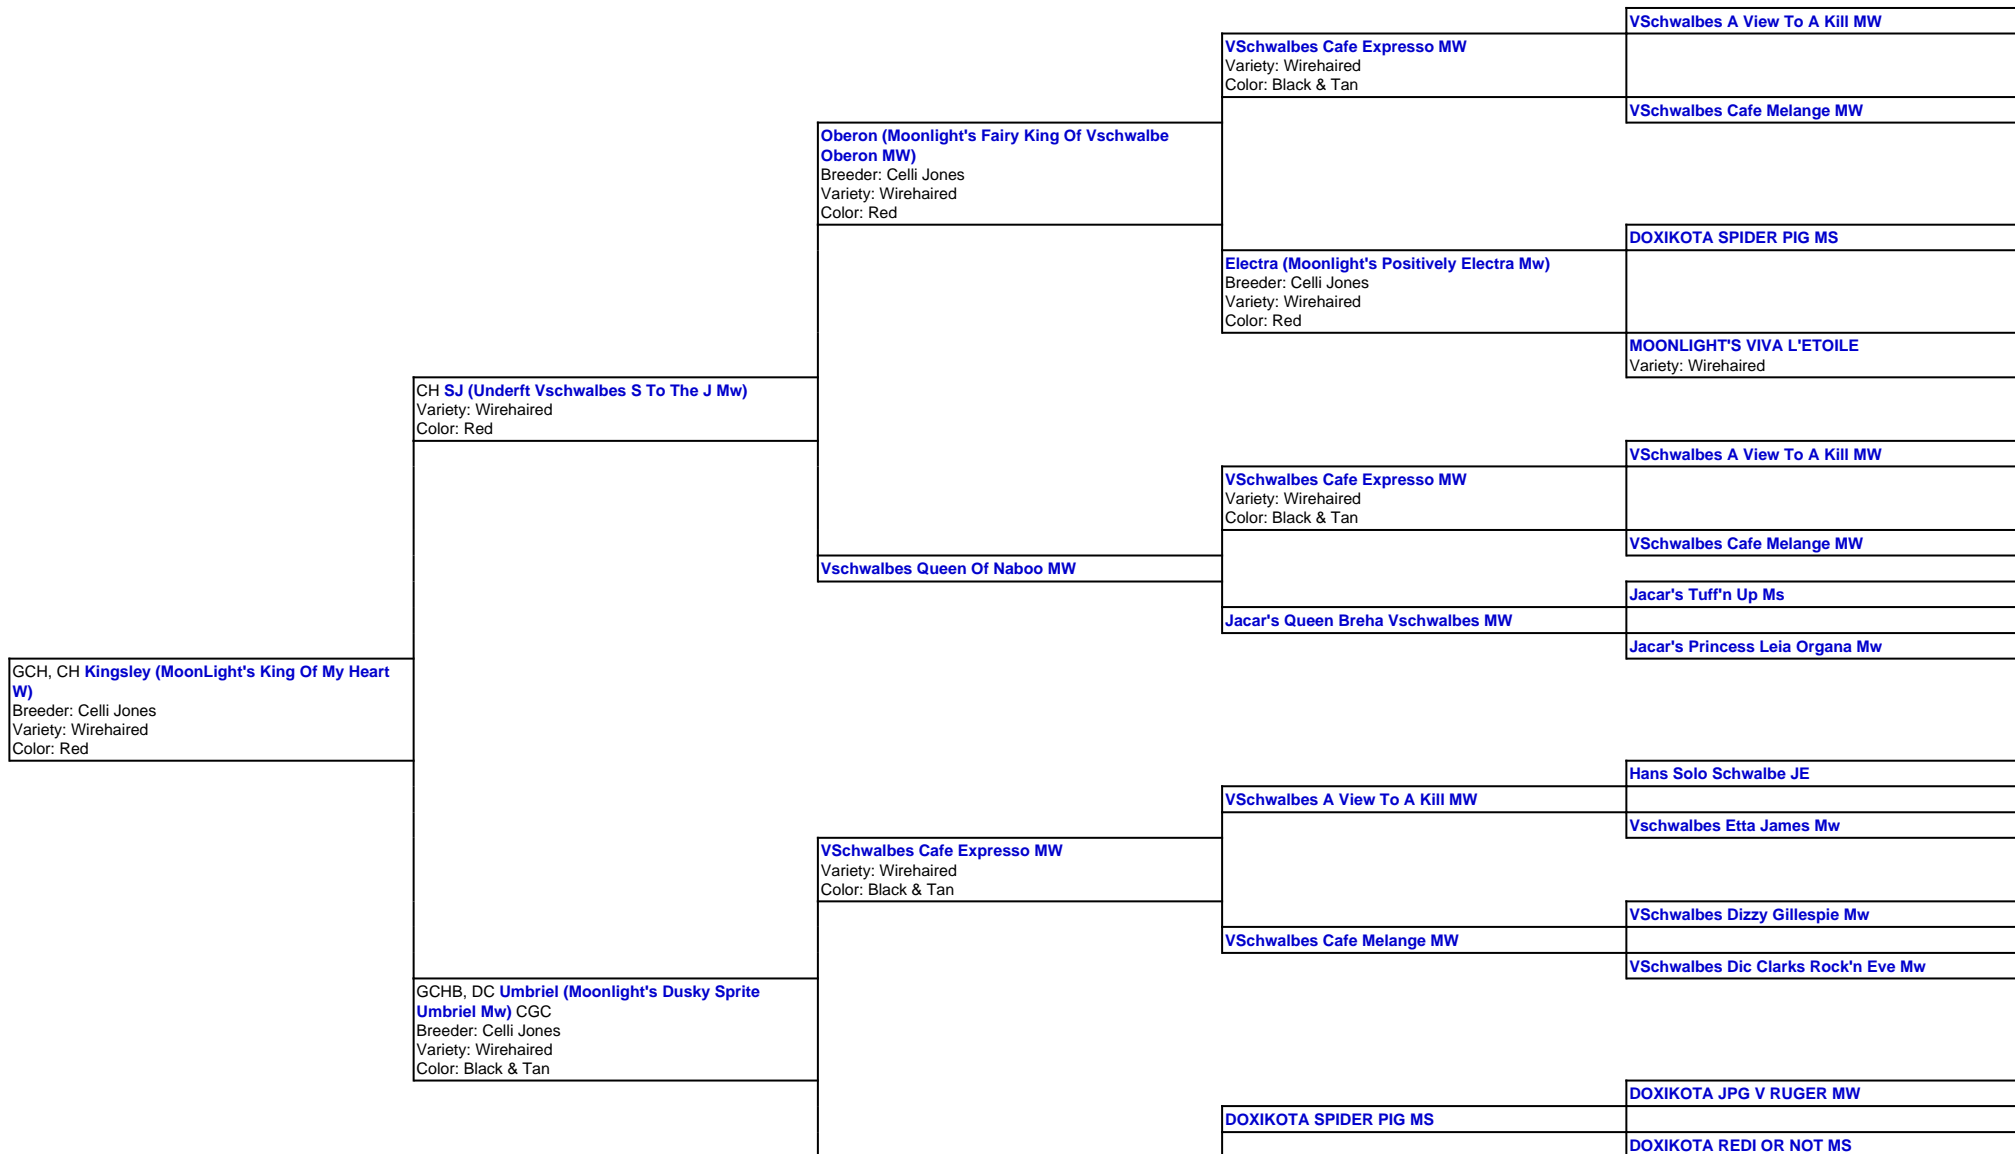 VSchwalbes A View To A Kill MW
VSchwalbes Cafe Expresso MW
Variety: Wirehaired
Color: Black & Tan
VSchwalbes Cafe Melange MW
Oberon (Moonlight's Fairy King Of Vschwalbe
Oberon MW)
Breeder: Celli Jones
Variety: Wirehaired
Color: Red
DOXIKOTA SPIDER PIG MS
Electra (Moonlight's Positively Electra Mw)
Breeder: Celli Jones
Variety: Wirehaired
Color: Red
MOONLIGHT'S VIVA L'ETOILE
Variety: Wirehaired
CH SJ (Underft Vschwalbes S To The J Mw)
Variety: Wirehaired
Color: Red
VSchwalbes A View To A Kill MW
VSchwalbes Cafe Expresso MW
Variety: Wirehaired
Color: Black & Tan
VSchwalbes Cafe Melange MW
Vschwalbes Queen Of Naboo MW
Jacar's Tuff'n Up Ms
Jacar's Queen Breha Vschwalbes MW
Jacar's Princess Leia Organa Mw
GCH, CH Kingsley (MoonLight's King Of My Heart
W)
Breeder: Celli Jones
Variety: Wirehaired
Color: Red
Hans Solo Schwalbe JE
VSchwalbes A View To A Kill MW
Vschwalbes Etta James Mw
VSchwalbes Cafe Expresso MW
Variety: Wirehaired
Color: Black & Tan
VSchwalbes Dizzy Gillespie Mw
VSchwalbes Cafe Melange MW
VSchwalbes Dic Clarks Rock'n Eve Mw
GCHB, DC Umbriel (Moonlight's Dusky Sprite
Umbriel Mw) CGC
Breeder: Celli Jones
Variety: Wirehaired
Color: Black & Tan
DOXIKOTA JPG V RUGER MW
DOXIKOTA SPIDER PIG MS
DOXIKOTA REDI OR NOT MS